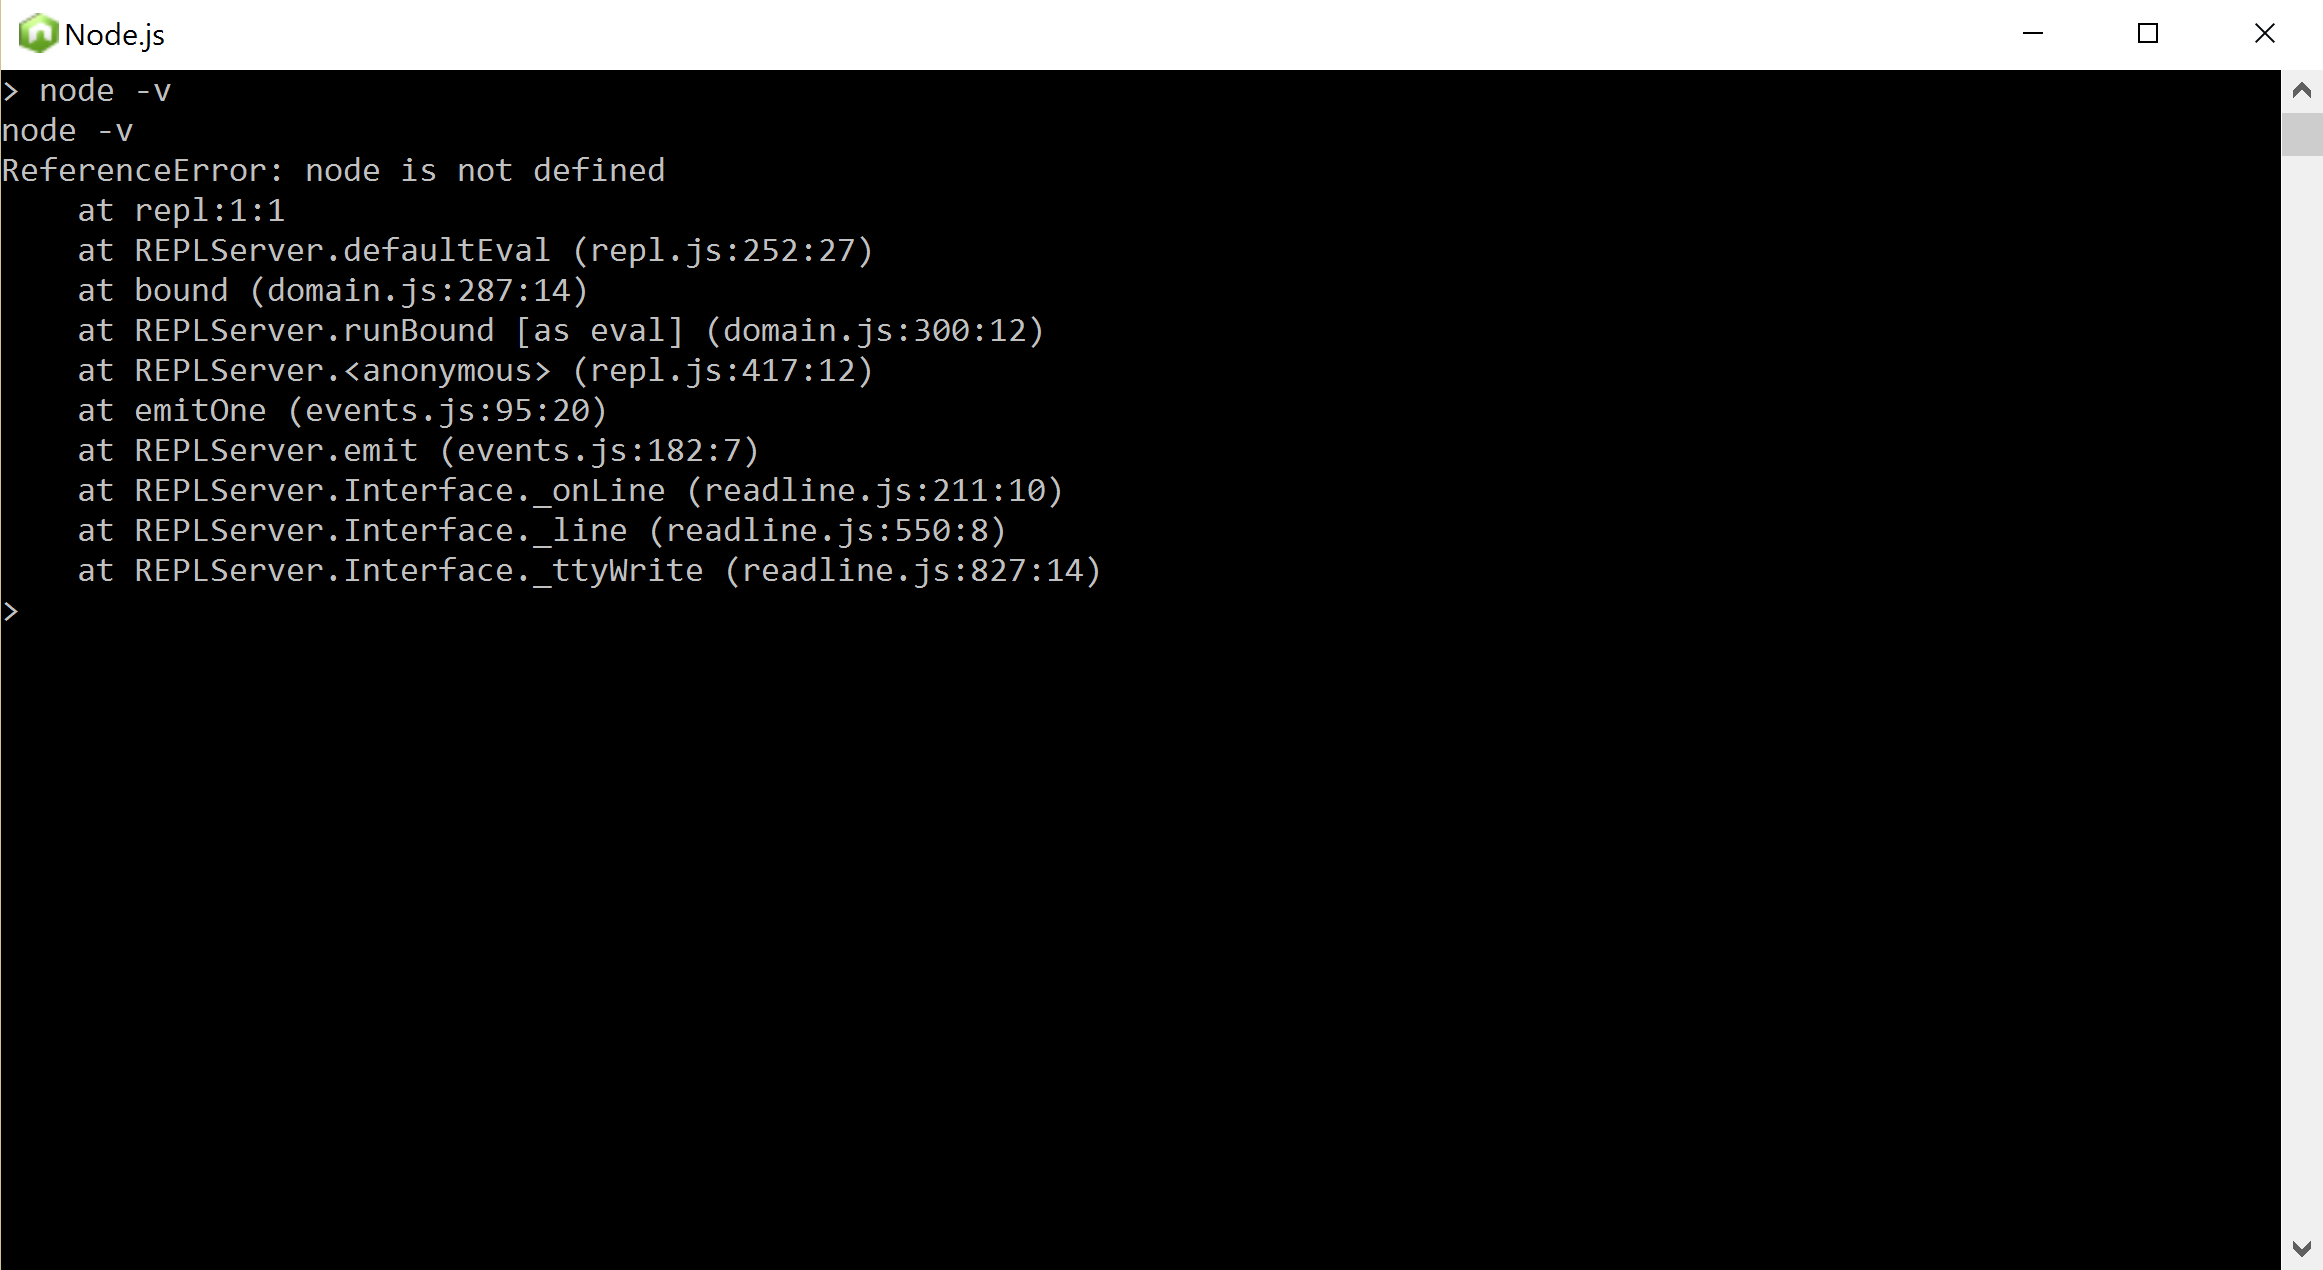 Node.js
> node -v
node -v
ReferenceError: node is not defined
    at repl:1:1
    at REPLServer.defaultEval (repl.js:252:27)
    at bound (domain.js:287:14)
    at REPLServer.runBound [as eval] (domain.js:300:12)
    at REPLServer.<anonymous> (repl.js:417:12)
    at emitOne (events.js:95:20)
    at REPLServer.emit (events.js:182:7)
    at REPLServer.Interface._onLine (readline.js:211:10)
    at REPLServer.Interface._line (readline.js:550:8)
    at REPLServer.Interface._ttyWrite (readline.js:827:14)
>